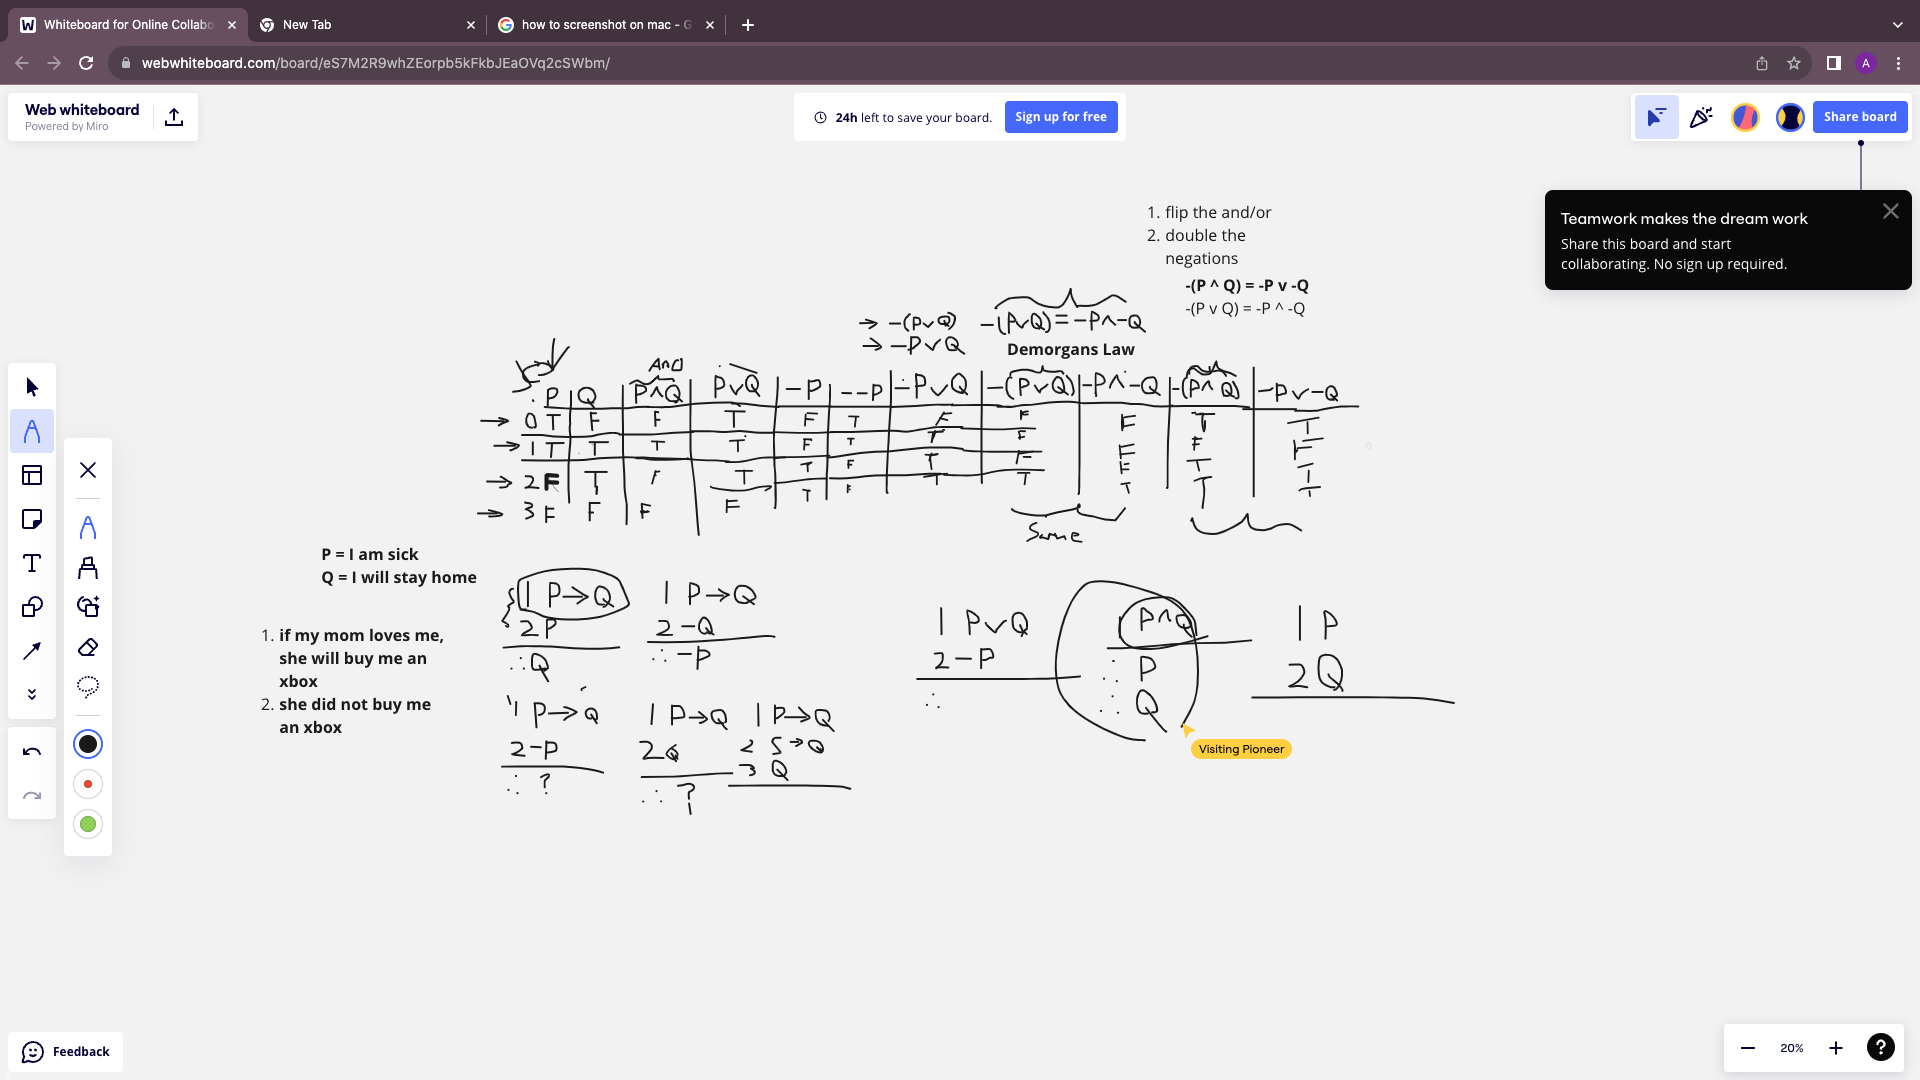 Whiteboard for Online Collabo
New Tab
how to screenshot on mac - G
webwhiteboard.com/board/eS7M2R9whZEorpb5kFkbJEaOVq2cSWbm/
A
Web whiteboard
Powered by Miro
24h left to save your board.
Sign up for free
Share board
Teamwork makes the dream work
Share this board and start
collaborating. No sign up required.
1. flip the and/or
2. double the
negations
-(P ^ Q) = -P v -Q
-(P v Q) = -P ^ -Q
→ -(P∨Q)
→ -P∨Q
-(P∨Q) = -P∧-Q
Demorgans Law
AND
P Q P∧Q P∨Q -P --P -P∨Q -(P∨Q) -P∧-Q -(P∧Q) -P∨-Q
→ 0 T F F T F T F F F T T
→ 1 T T T T F T T F F F F
→ 2 F T F T T F T F F T T
→ 3 F F F F T F T T T T T
Same
P = I am sick
Q = I will stay home
1. if my mom loves me,
she will buy me an
xbox
2. she did not buy me
an xbox
1 P→Q
2 P
∴ Q
1 P→Q
2 -Q
∴ -P
1 P→Q
2 -P
∴ ?
1 P→Q
2 Q
∴ ?
1 P→Q
2 S→Q
3 Q
1 P∨Q
2 -P
∴
P∧Q
∴ P
∴ Q
1 P
2 Q
Visiting Pioneer
T
Feedback
20%
?